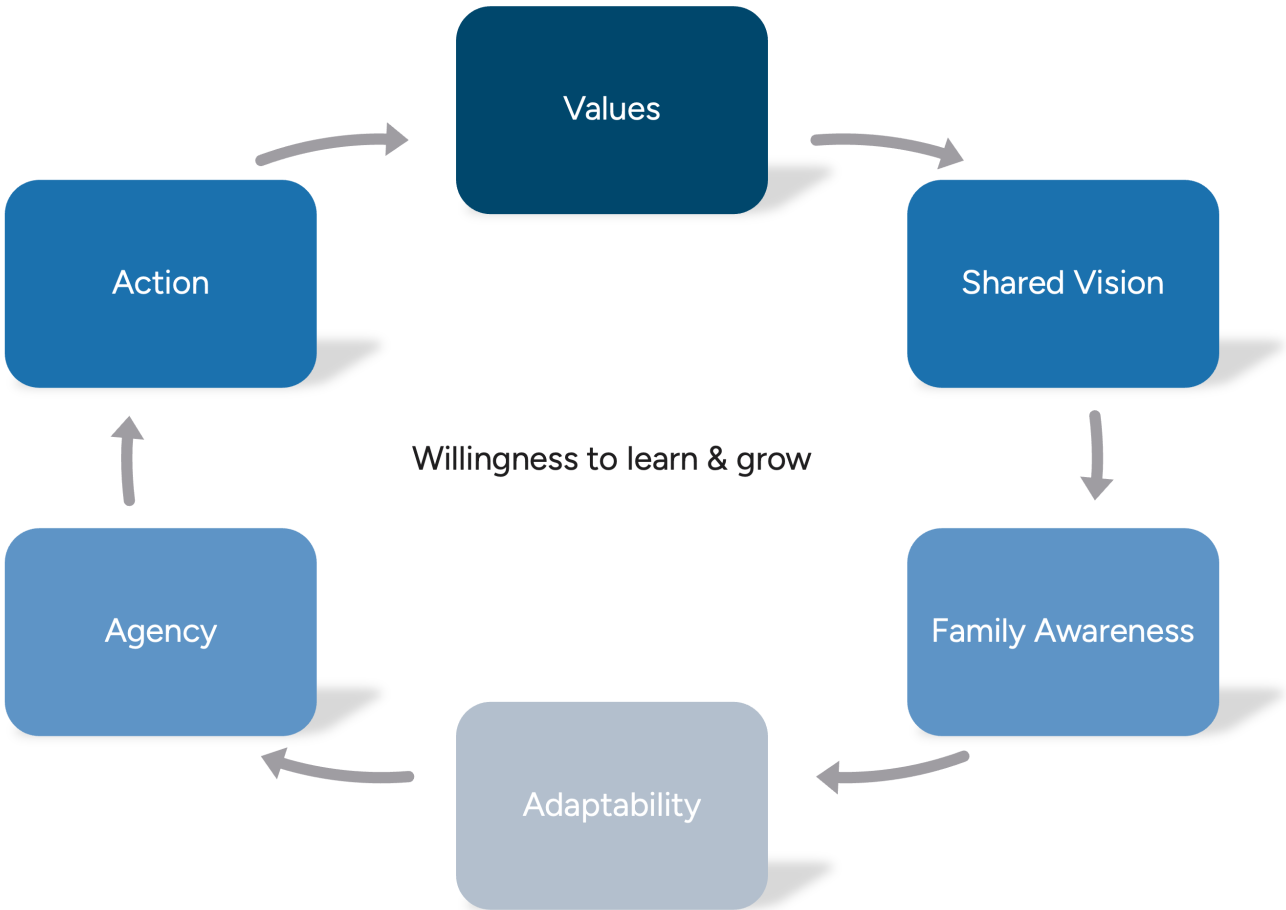 Values
Shared Vision
Family Awareness
Adaptability
Agency
Action
Willingness to learn & grow